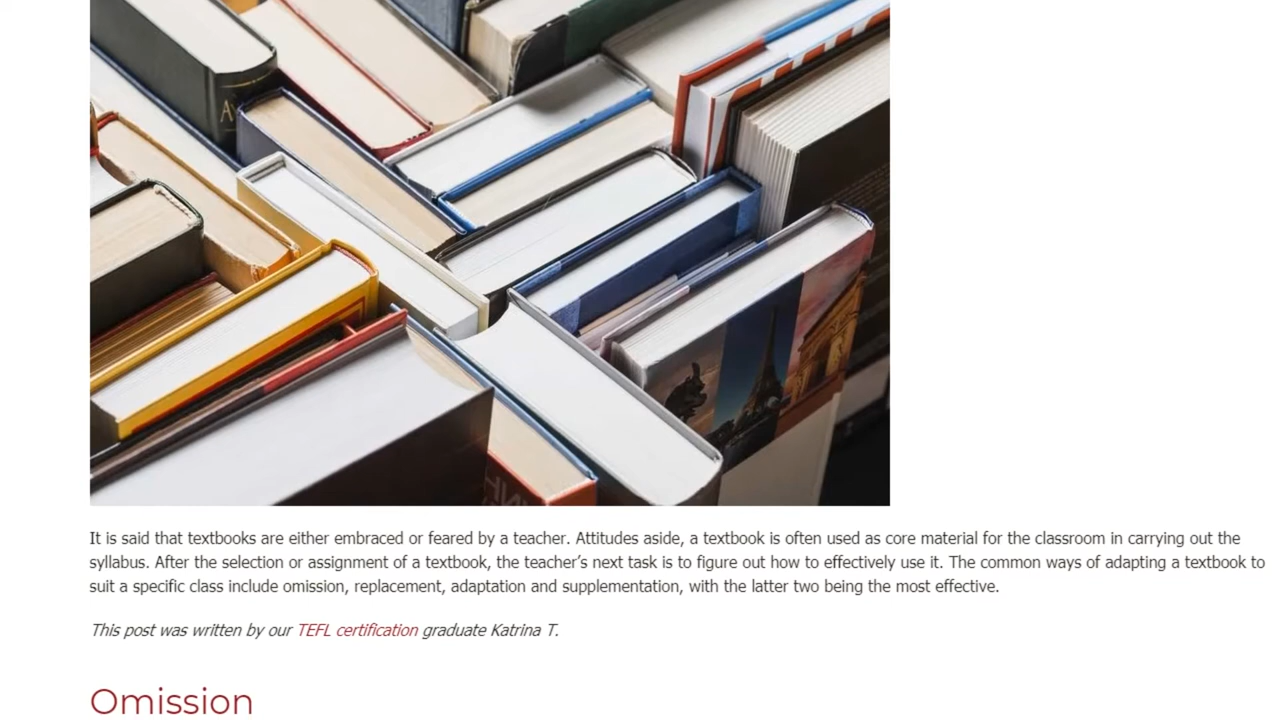 It is said that textbooks are either embraced or feared by a teacher. Attitudes aside, a textbook is often used as core material for the classroom in carrying out the
syllabus. After the selection or assignment of a textbook, the teacher’s next task is to figure out how to effectively use it. The common ways of adapting a textbook to
suit a specific class include omission, replacement, adaptation and supplementation, with the latter two being the most effective.
This post was written by our TEFL certification graduate Katrina T.
Omission